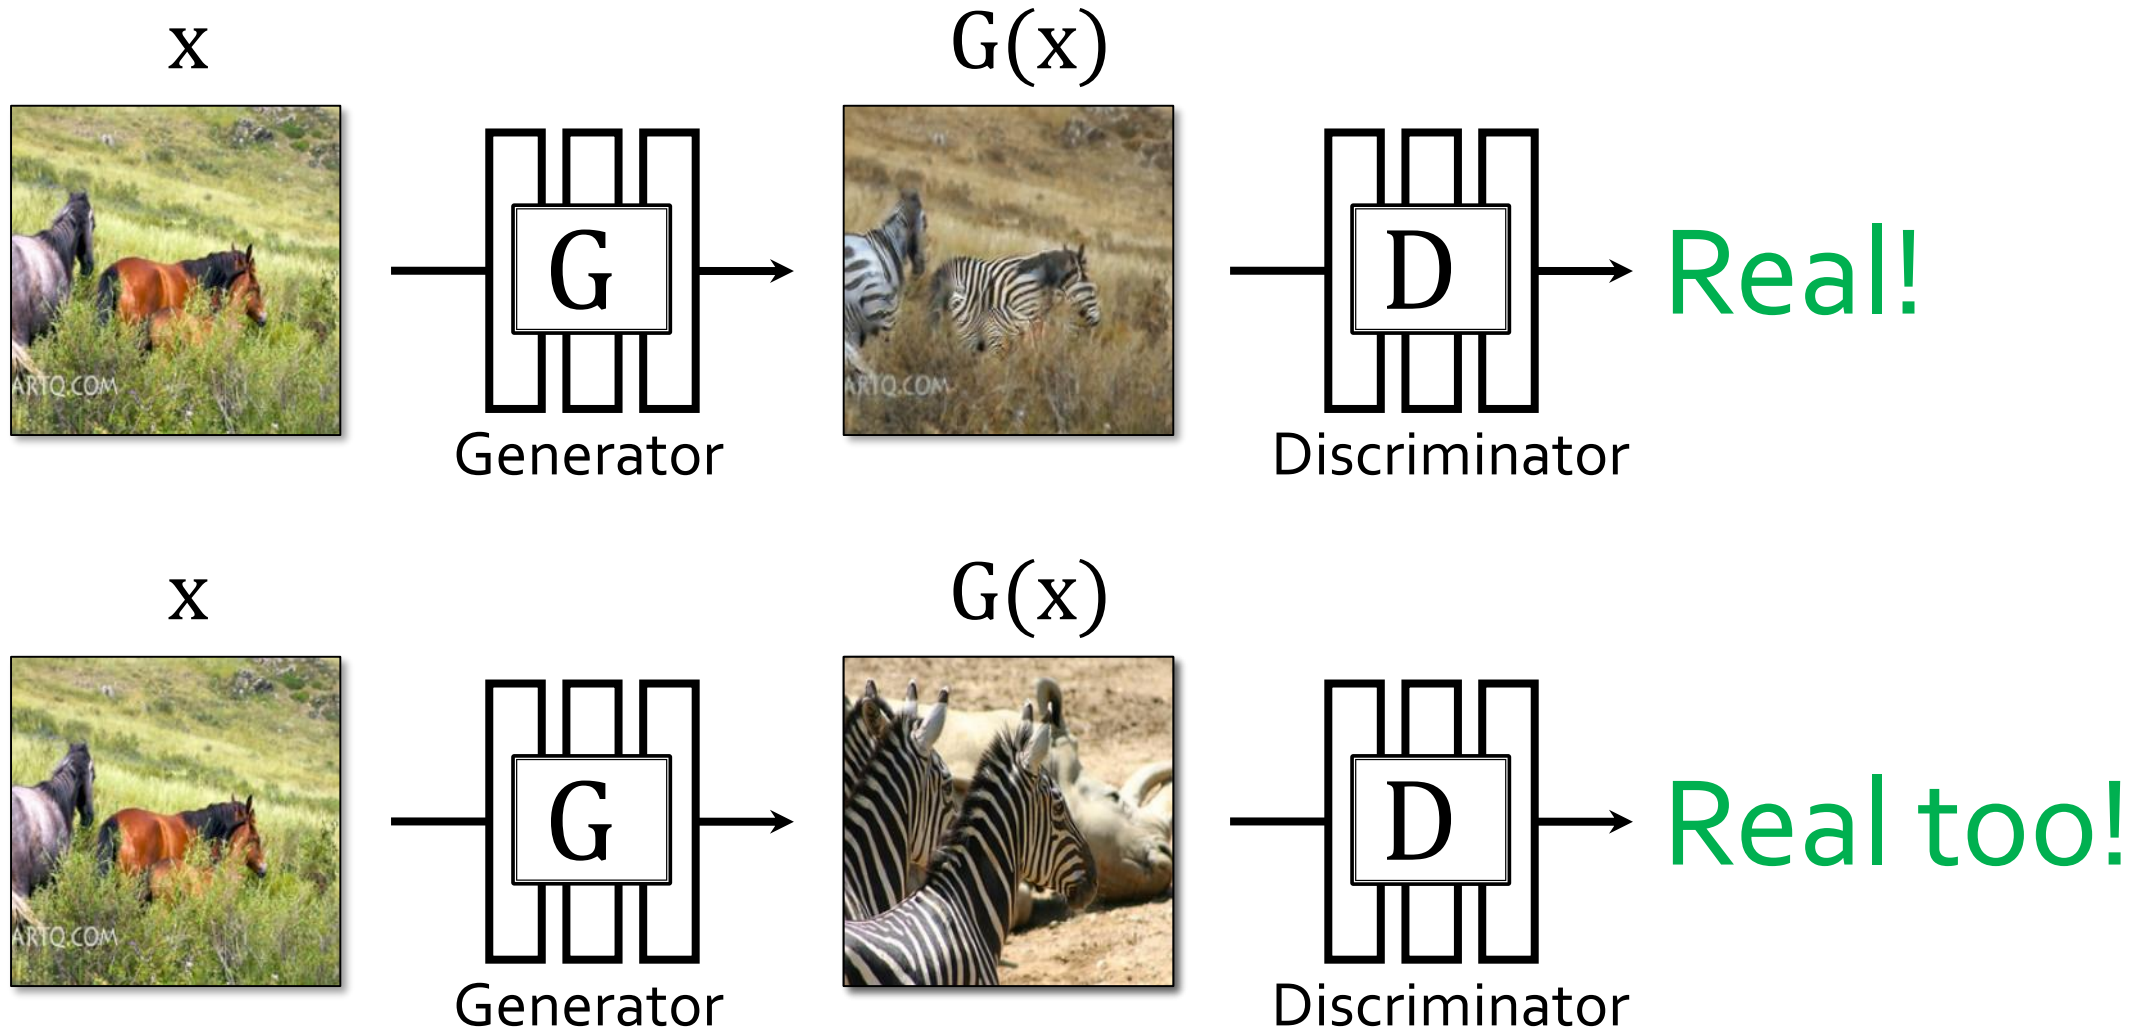 x
G(x)
G
D
Real!
ARTQ.COM
ARTQ.COM
Generator
Discriminator
x
G(x)
G
D
Real too!
ARTQ.COM
Generator
Discriminator